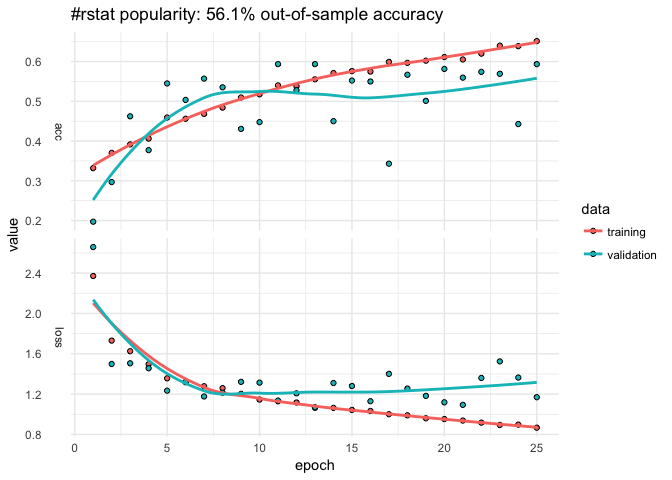 #rstat popularity: 56.1% out-of-sample accuracy
value
acc
0.6
0.5
0.4
0.3
0.2
loss
2.4
2.0
1.6
1.2
0.8
0 5 10 15 20 25
epoch
data
training
validation